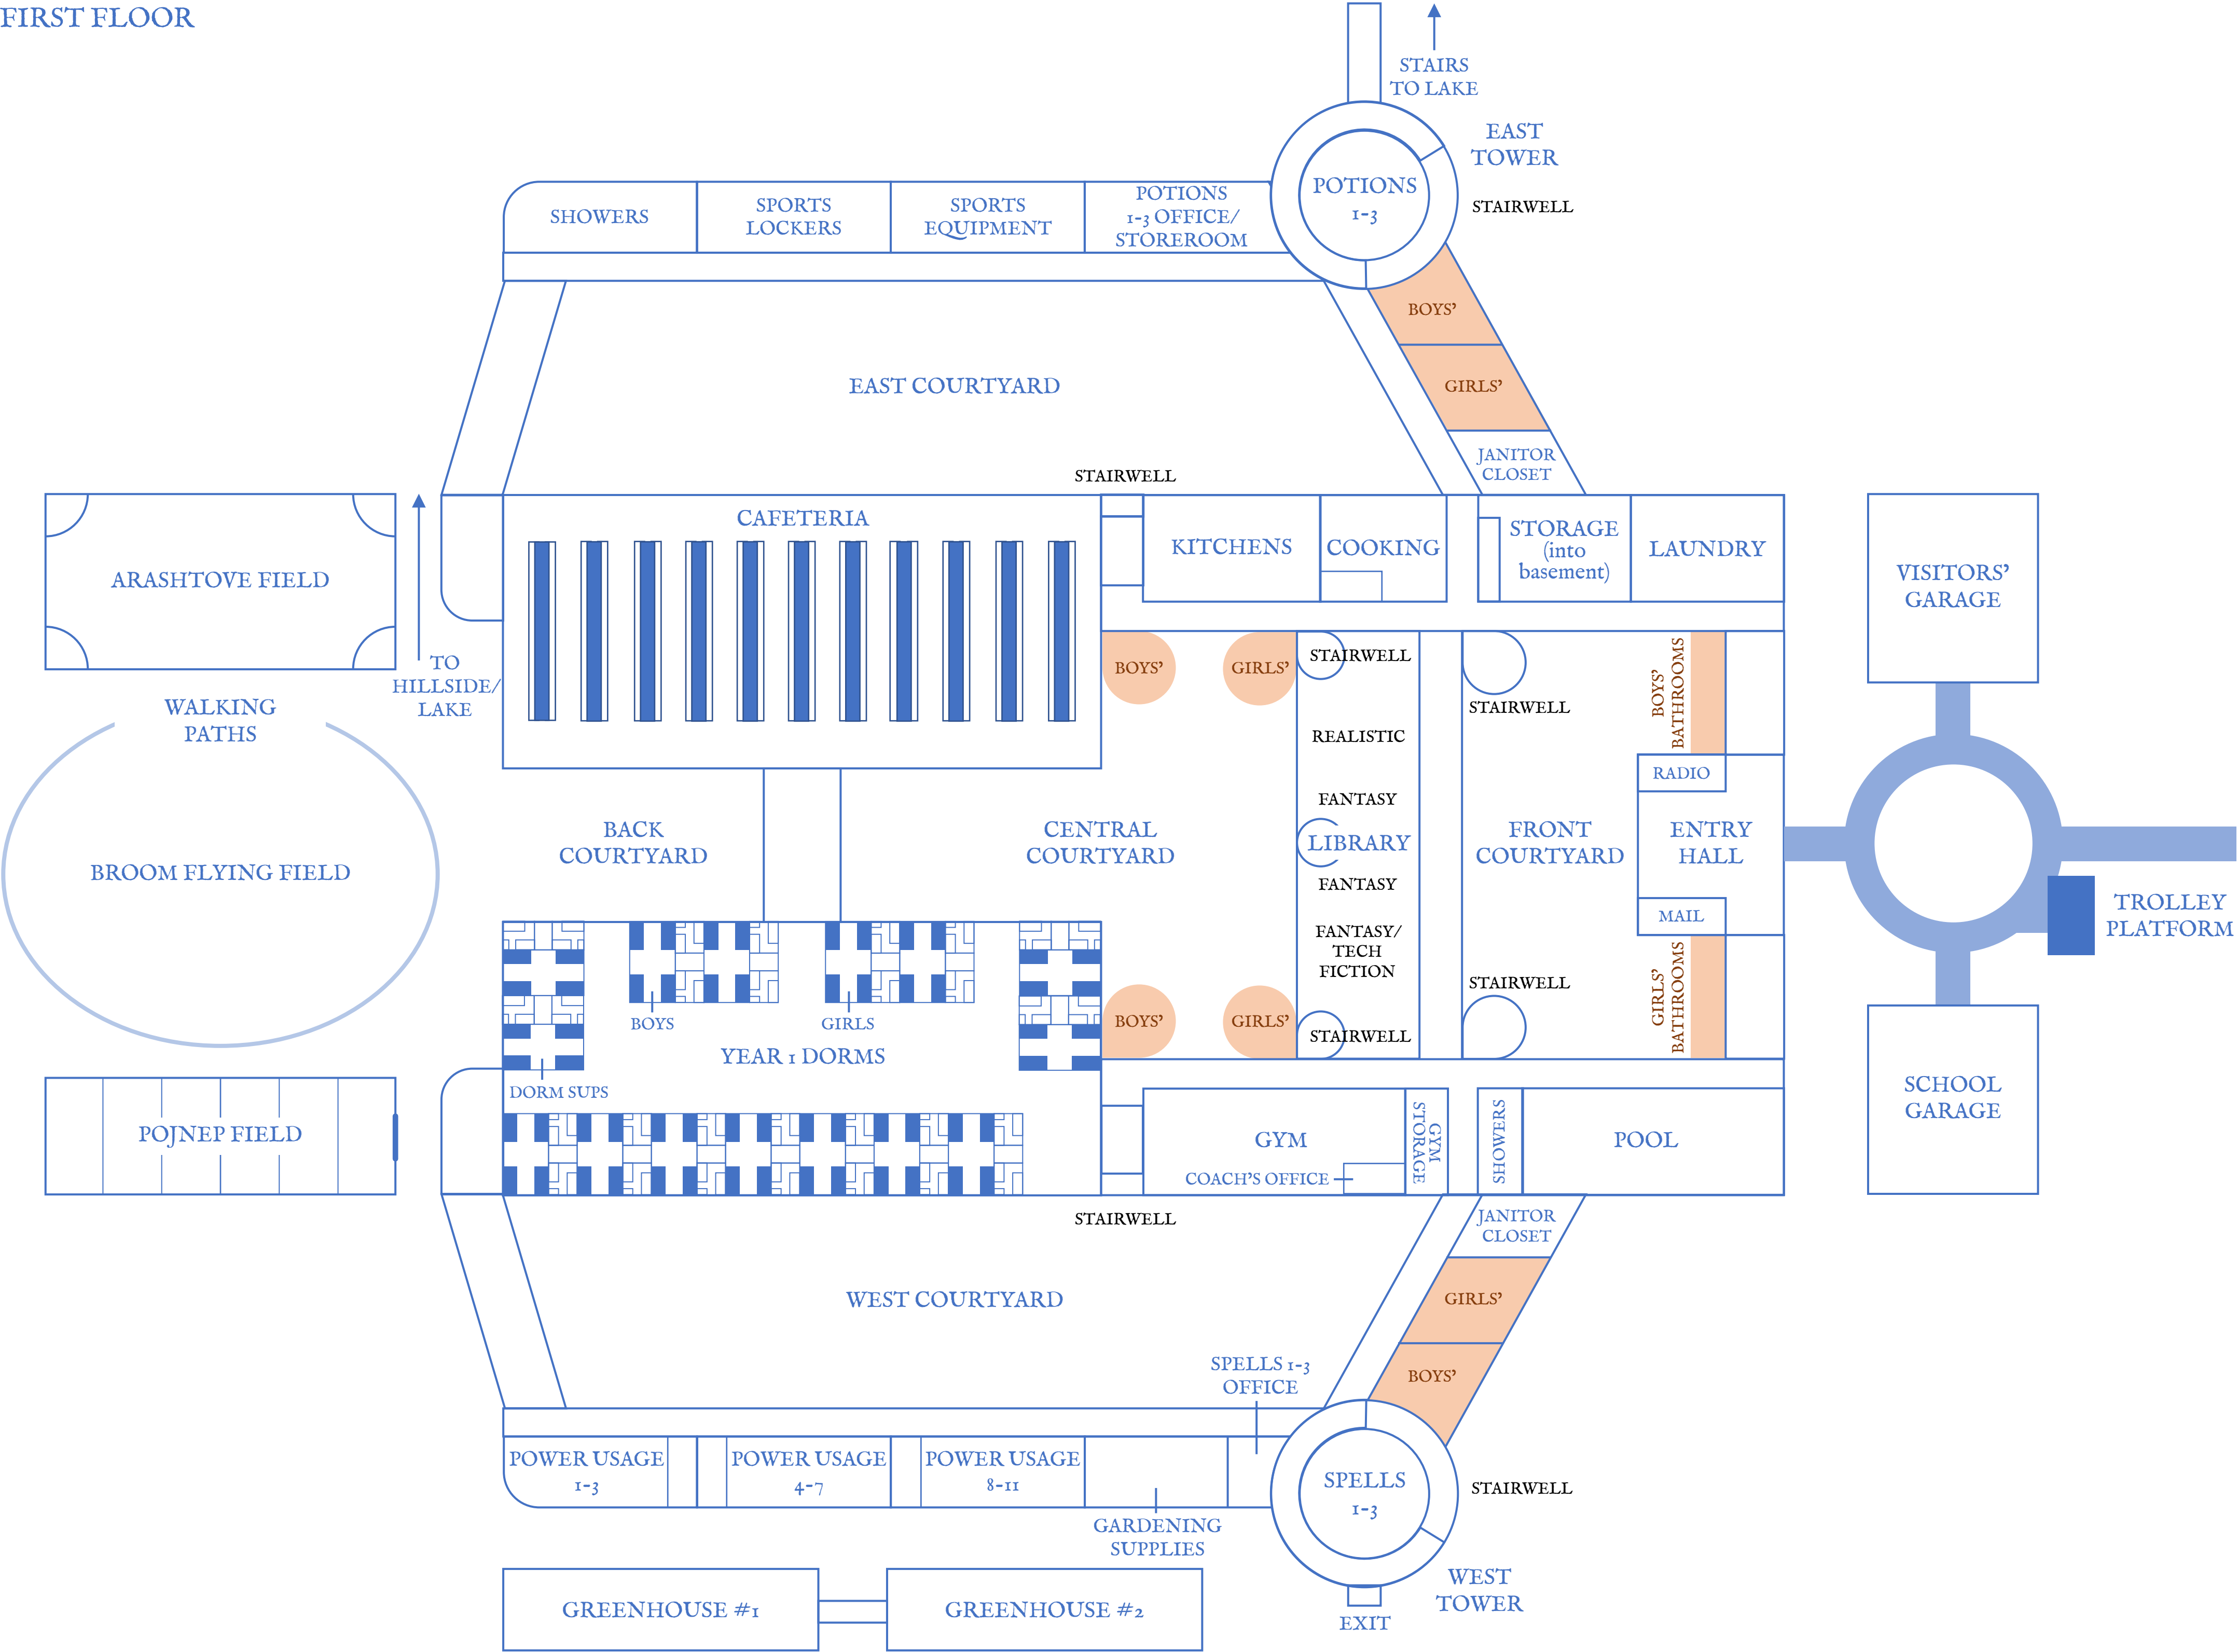 FIRST FLOOR
STAIRS
TO LAKE
EAST
TOWER
POTIONS
1-3
STAIRWELL
SHOWERS
SPORTS
LOCKERS
SPORTS
EQUIPMENT
POTIONS
1-3 OFFICE/
STOREROOM
BOYS'
GIRLS'
JANITOR
CLOSET
EAST COURTYARD
STAIRWELL
CAFETERIA
KITCHENS
COOKING
STORAGE
(into
basement)
LAUNDRY
VISITORS'
GARAGE
ARASHTOVE FIELD
TO
HILLSIDE/
LAKE
WALKING
PATHS
BROOM FLYING FIELD
POJNEP FIELD
BOYS'
GIRLS'
STAIRWELL
REALISTIC
FANTASY
LIBRARY
FANTASY
FANTASY/
TECH
FICTION
STAIRWELL
STAIRWELL
BOYS'
BATHROOMS
RADIO
BACK
COURTYARD
CENTRAL
COURTYARD
FRONT
COURTYARD
ENTRY
HALL
MAIL
TROLLEY
PLATFORM
STAIRWELL
GIRLS'
BATHROOMS
BOYS'
GIRLS'
BOYS
GIRLS
YEAR 1 DORMS
DORM SUPS
GYM
COACH'S OFFICE
GYM
STORAGE
SHOWERS
POOL
SCHOOL
GARAGE
STAIRWELL
JANITOR
CLOSET
GIRLS'
BOYS'
WEST COURTYARD
SPELLS 1-3
OFFICE
POWER USAGE
1-3
POWER USAGE
4-7
POWER USAGE
8-11
GARDENING
SUPPLIES
SPELLS
1-3
STAIRWELL
WEST
TOWER
EXIT
GREENHOUSE #1
GREENHOUSE #2